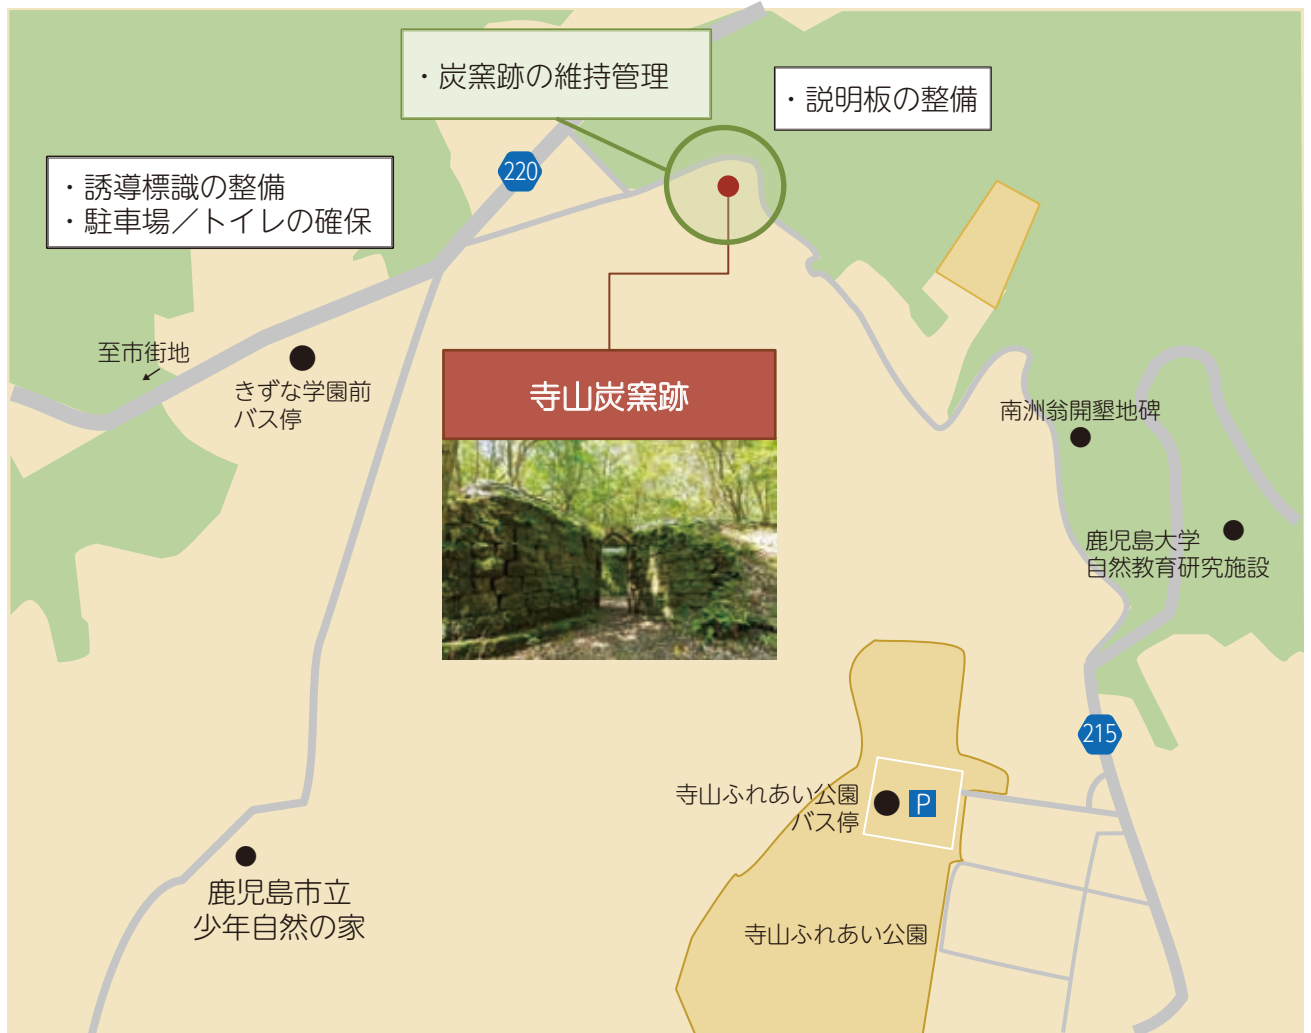 ・炭窯跡の維持管理
・説明板の整備
・誘導標識の整備
・駐車場／トイレの確保
220
至市街地
きずな学園前
バス停
寺山炭窯跡
南洲翁開墾地碑
鹿児島大学
自然教育研究施設
215
寺山ふれあい公園
バス停
P
鹿児島市立
少年自然の家
寺山ふれあい公園